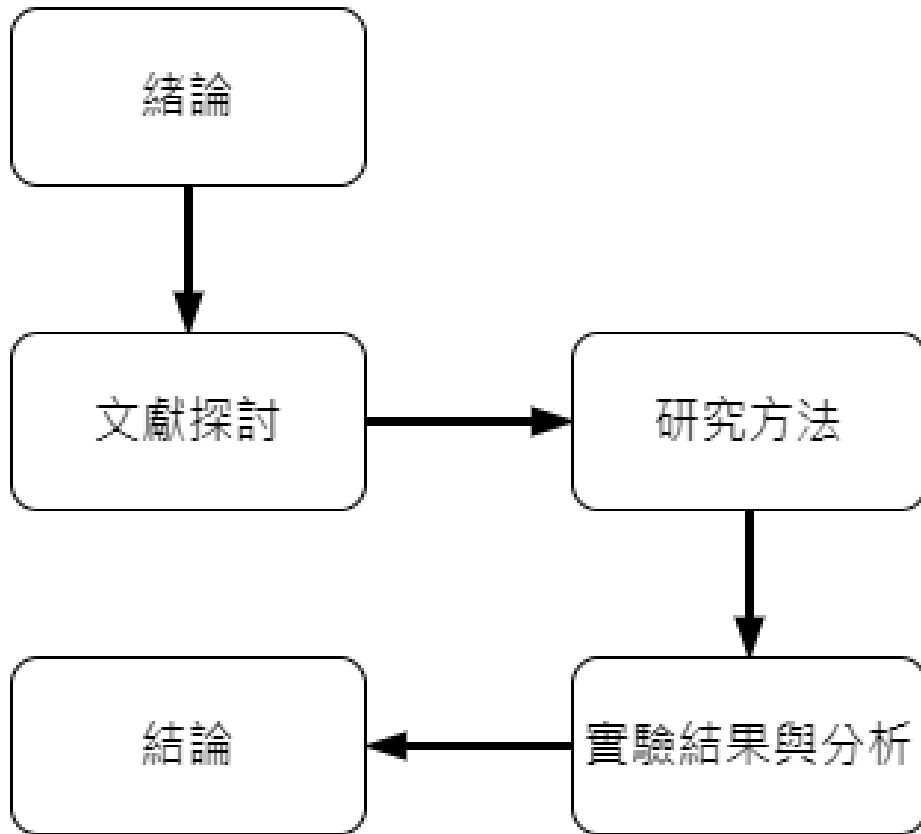 緒論
文獻探討
研究方法
實驗結果與分析
結論